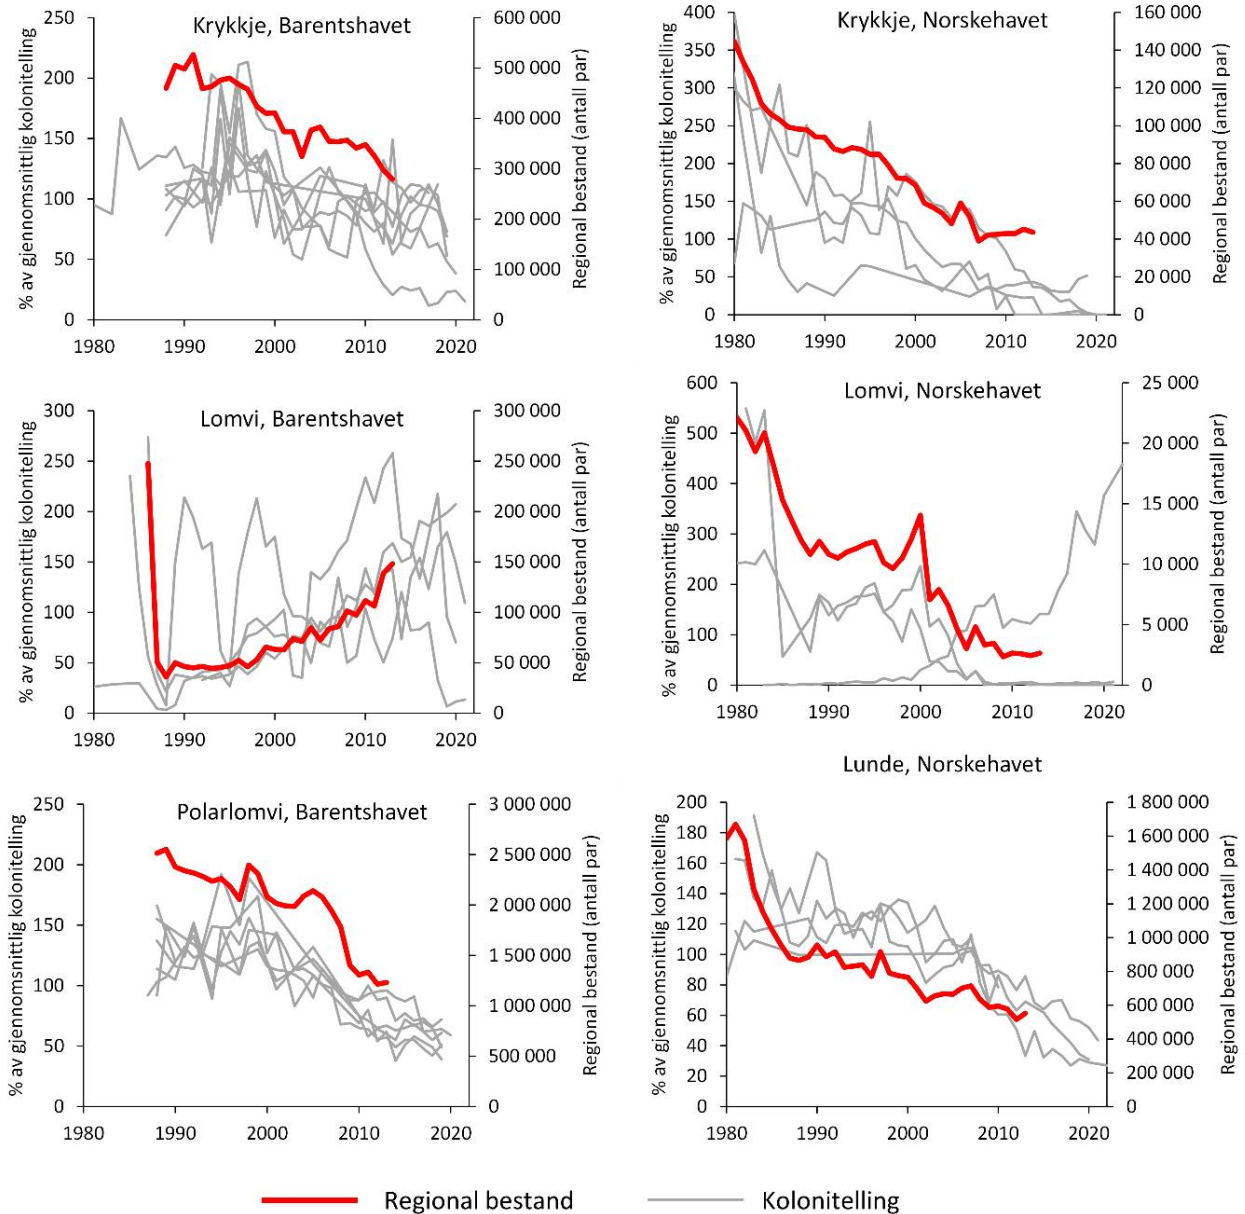 Krykkje, Barentshavet
% av gjennomsnittlig kolonitelling
250
200
150
100
50
0
600 000
500 000
400 000
300 000
200 000
100 000
0
Regional bestand (antall par)
1980 1990 2000 2010 2020
Krykkje, Norskehavet
% av gjennomsnittlig kolonitelling
400
350
300
250
200
150
100
50
0
160 000
140 000
120 000
100 000
80 000
60 000
40 000
20 000
0
Regional bestand (antall par)
1980 1990 2000 2010 2020
Lomvi, Barentshavet
% av gjennomsnittlig kolonitelling
300
250
200
150
100
50
0
300 000
250 000
200 000
150 000
100 000
50 000
0
Regional bestand (antall par)
1980 1990 2000 2010 2020
Lomvi, Norskehavet
% av gjennomsnittlig kolonitelling
600
500
400
300
200
100
0
25 000
20 000
15 000
10 000
5 000
0
Regional bestand (antall par)
1980 1990 2000 2010 2020
Polarlomvi, Barentshavet
% av gjennomsnittlig kolonitelling
250
200
150
100
50
0
3 000 000
2 500 000
2 000 000
1 500 000
1 000 000
500 000
0
Regional bestand (antall par)
1980 1990 2000 2010 2020
Lunde, Norskehavet
% av gjennomsnittlig kolonitelling
200
180
160
140
120
100
80
60
40
20
0
1 800 000
1 600 000
1 400 000
1 200 000
1 000 000
800 000
600 000
400 000
200 000
0
Regional bestand (antall par)
1980 1990 2000 2010 2020
Regional bestand Kolonitelling